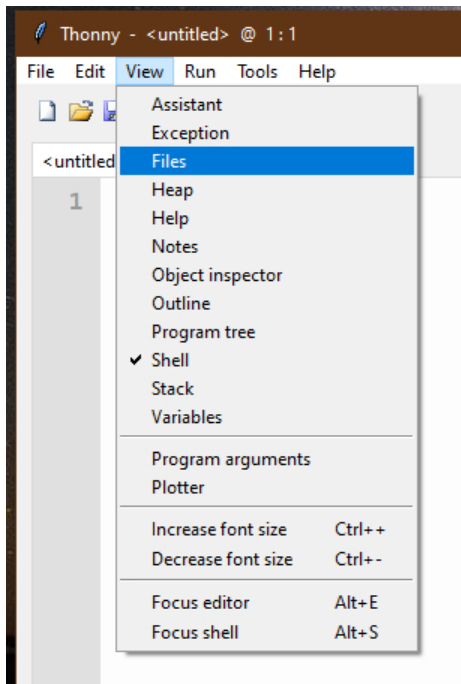 Thonny - <untitled> @ 1:1
File Edit View Run Tools Help
<untitled
1
Assistant
Exception
Files
Heap
Help
Notes
Object inspector
Outline
Program tree
✔ Shell
Stack
Variables
Program arguments
Plotter
Increase font size Ctrl++
Decrease font size Ctrl+-
Focus editor Alt+E
Focus shell Alt+S